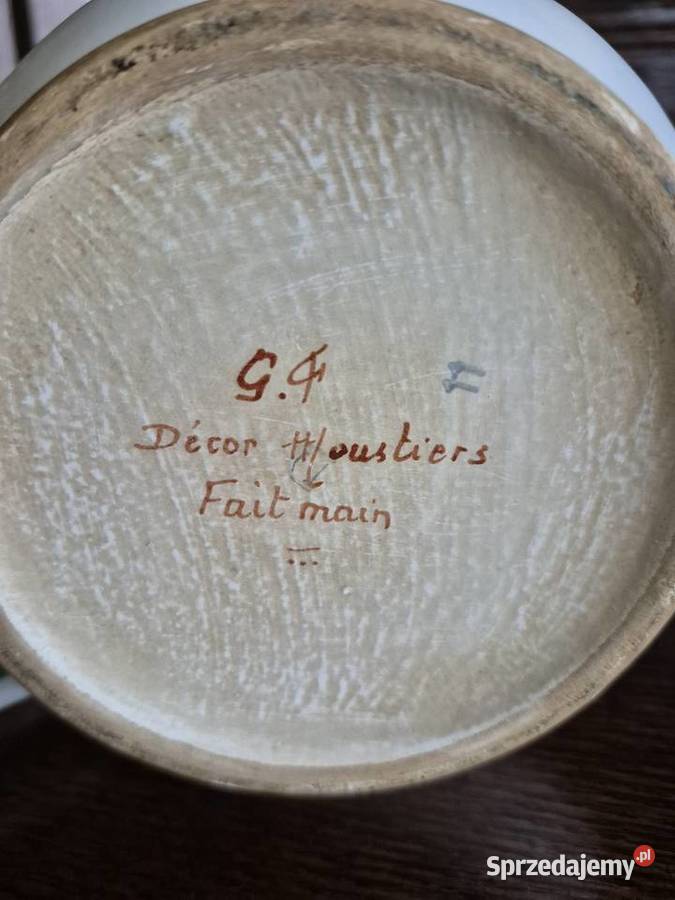 G.F
Décor Moustiers
Fait main
Sprzedajemy.pl